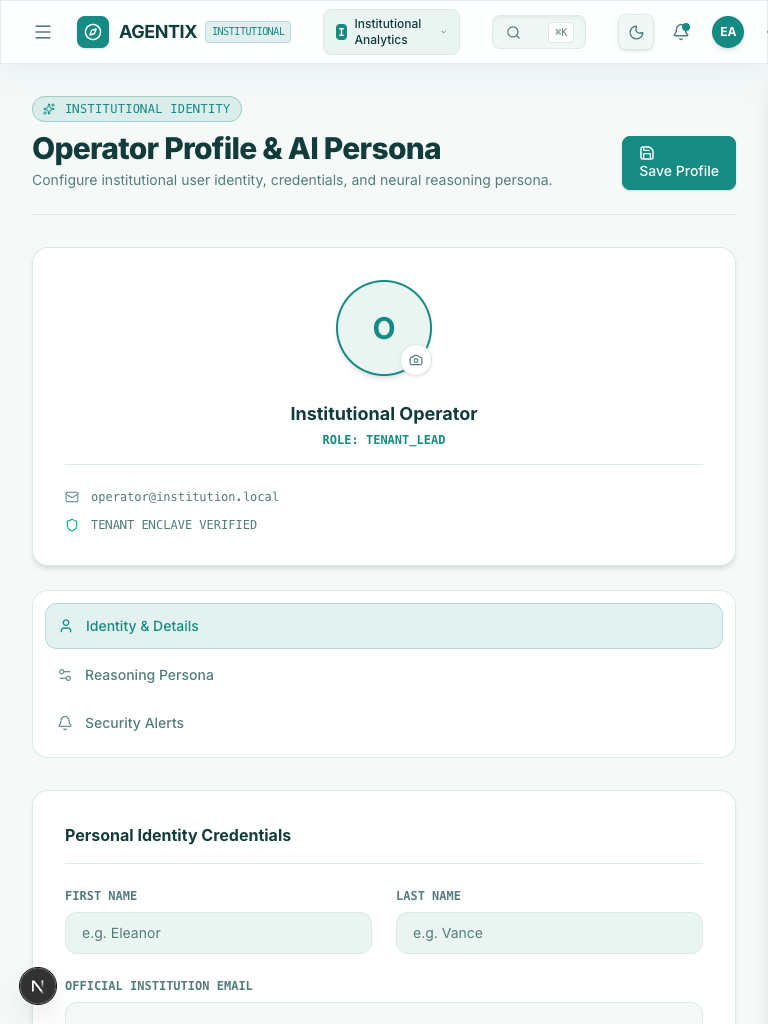 AGENTIX
INSTITUTIONAL
I
Institutional
Analytics
⌘K
EA
INSTITUTIONAL IDENTITY
Operator Profile & AI Persona
Configure institutional user identity, credentials, and neural reasoning persona.
Save Profile
O
Institutional Operator
ROLE: TENANT_LEAD
operator@institution.local
TENANT ENCLAVE VERIFIED
Identity & Details
Reasoning Persona
Security Alerts
Personal Identity Credentials
FIRST NAME
LAST NAME
e.g. Eleanor
e.g. Vance
N
OFFICIAL INSTITUTION EMAIL